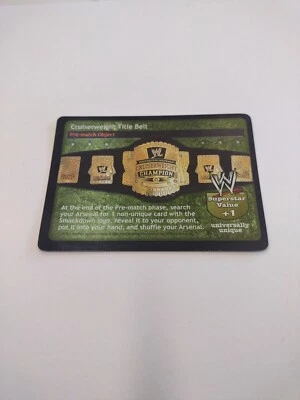 Cruiserweight Title Belt
Pre-match Object
CRUISERWEIGHT
CHAMPION
At the end of the Pre-match phase, search
your Arsenal for 1 non-unique card with the
Smackdown logo, reveal it to your opponent,
put it into your hand, and shuffle your Arsenal.
W
Superstar
Value
+1
universally
unique